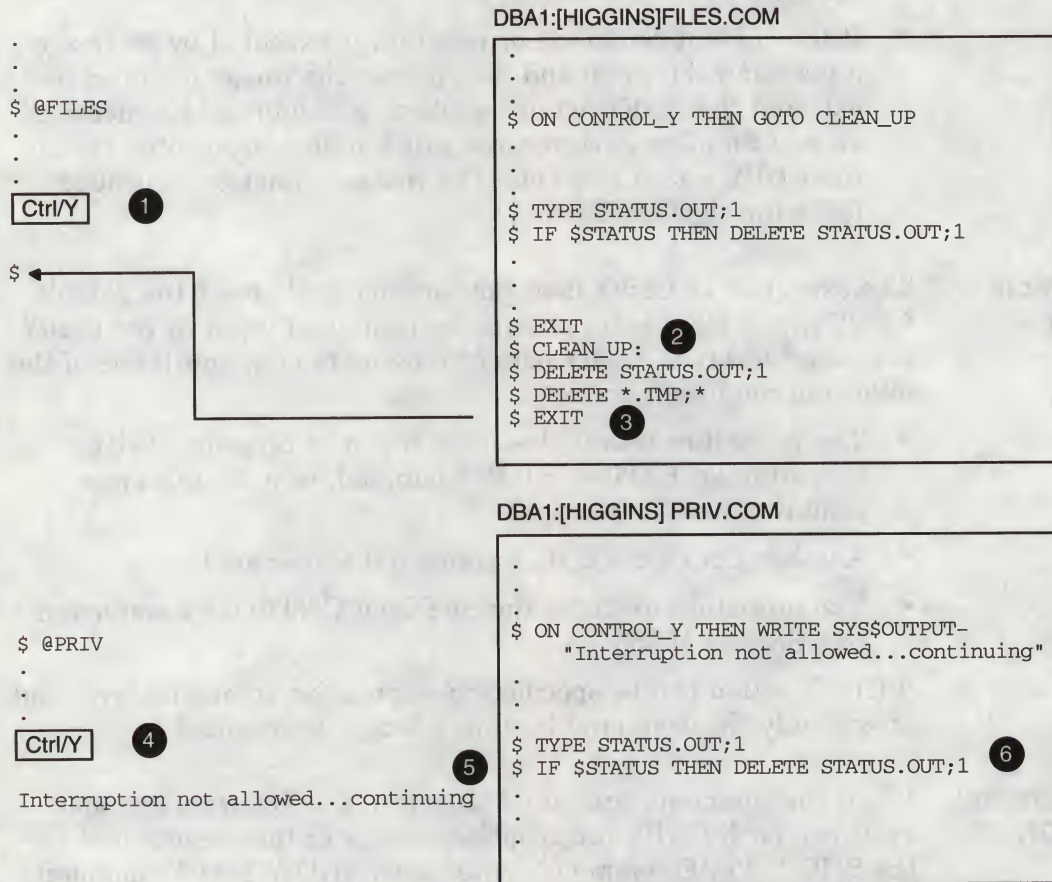 DBA1:[HIGGINS]FILES.COM
.
.
.
$ @FILES
.
.
.
Ctrl/Y 1
$
.
.
.
$ ON CONTROL_Y THEN GOTO CLEAN_UP
.
.
.
$ TYPE STATUS.OUT;1
$ IF $STATUS THEN DELETE STATUS.OUT;1
.
.
.
$ EXIT
$ CLEAN_UP: 2
$ DELETE STATUS.OUT;1
$ DELETE *.TMP;*
$ EXIT 3
DBA1:[HIGGINS] PRIV.COM
$ @PRIV
.
.
.
Ctrl/Y 4
5
Interruption not allowed...continuing
.
.
.
$ ON CONTROL_Y THEN WRITE SYS$OUTPUT-
"Interruption not allowed...continuing"
.
.
.
$ TYPE STATUS.OUT;1
$ IF $STATUS THEN DELETE STATUS.OUT;1 6
.
.
.